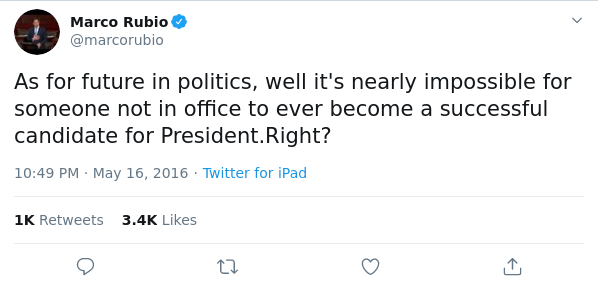 Marco Rubio
@marcorubio
As for future in politics, well it's nearly impossible for
someone not in office to ever become a successful
candidate for President.Right?
10:49 PM · May 16, 2016 · Twitter for iPad
1K Retweets 3.4K Likes